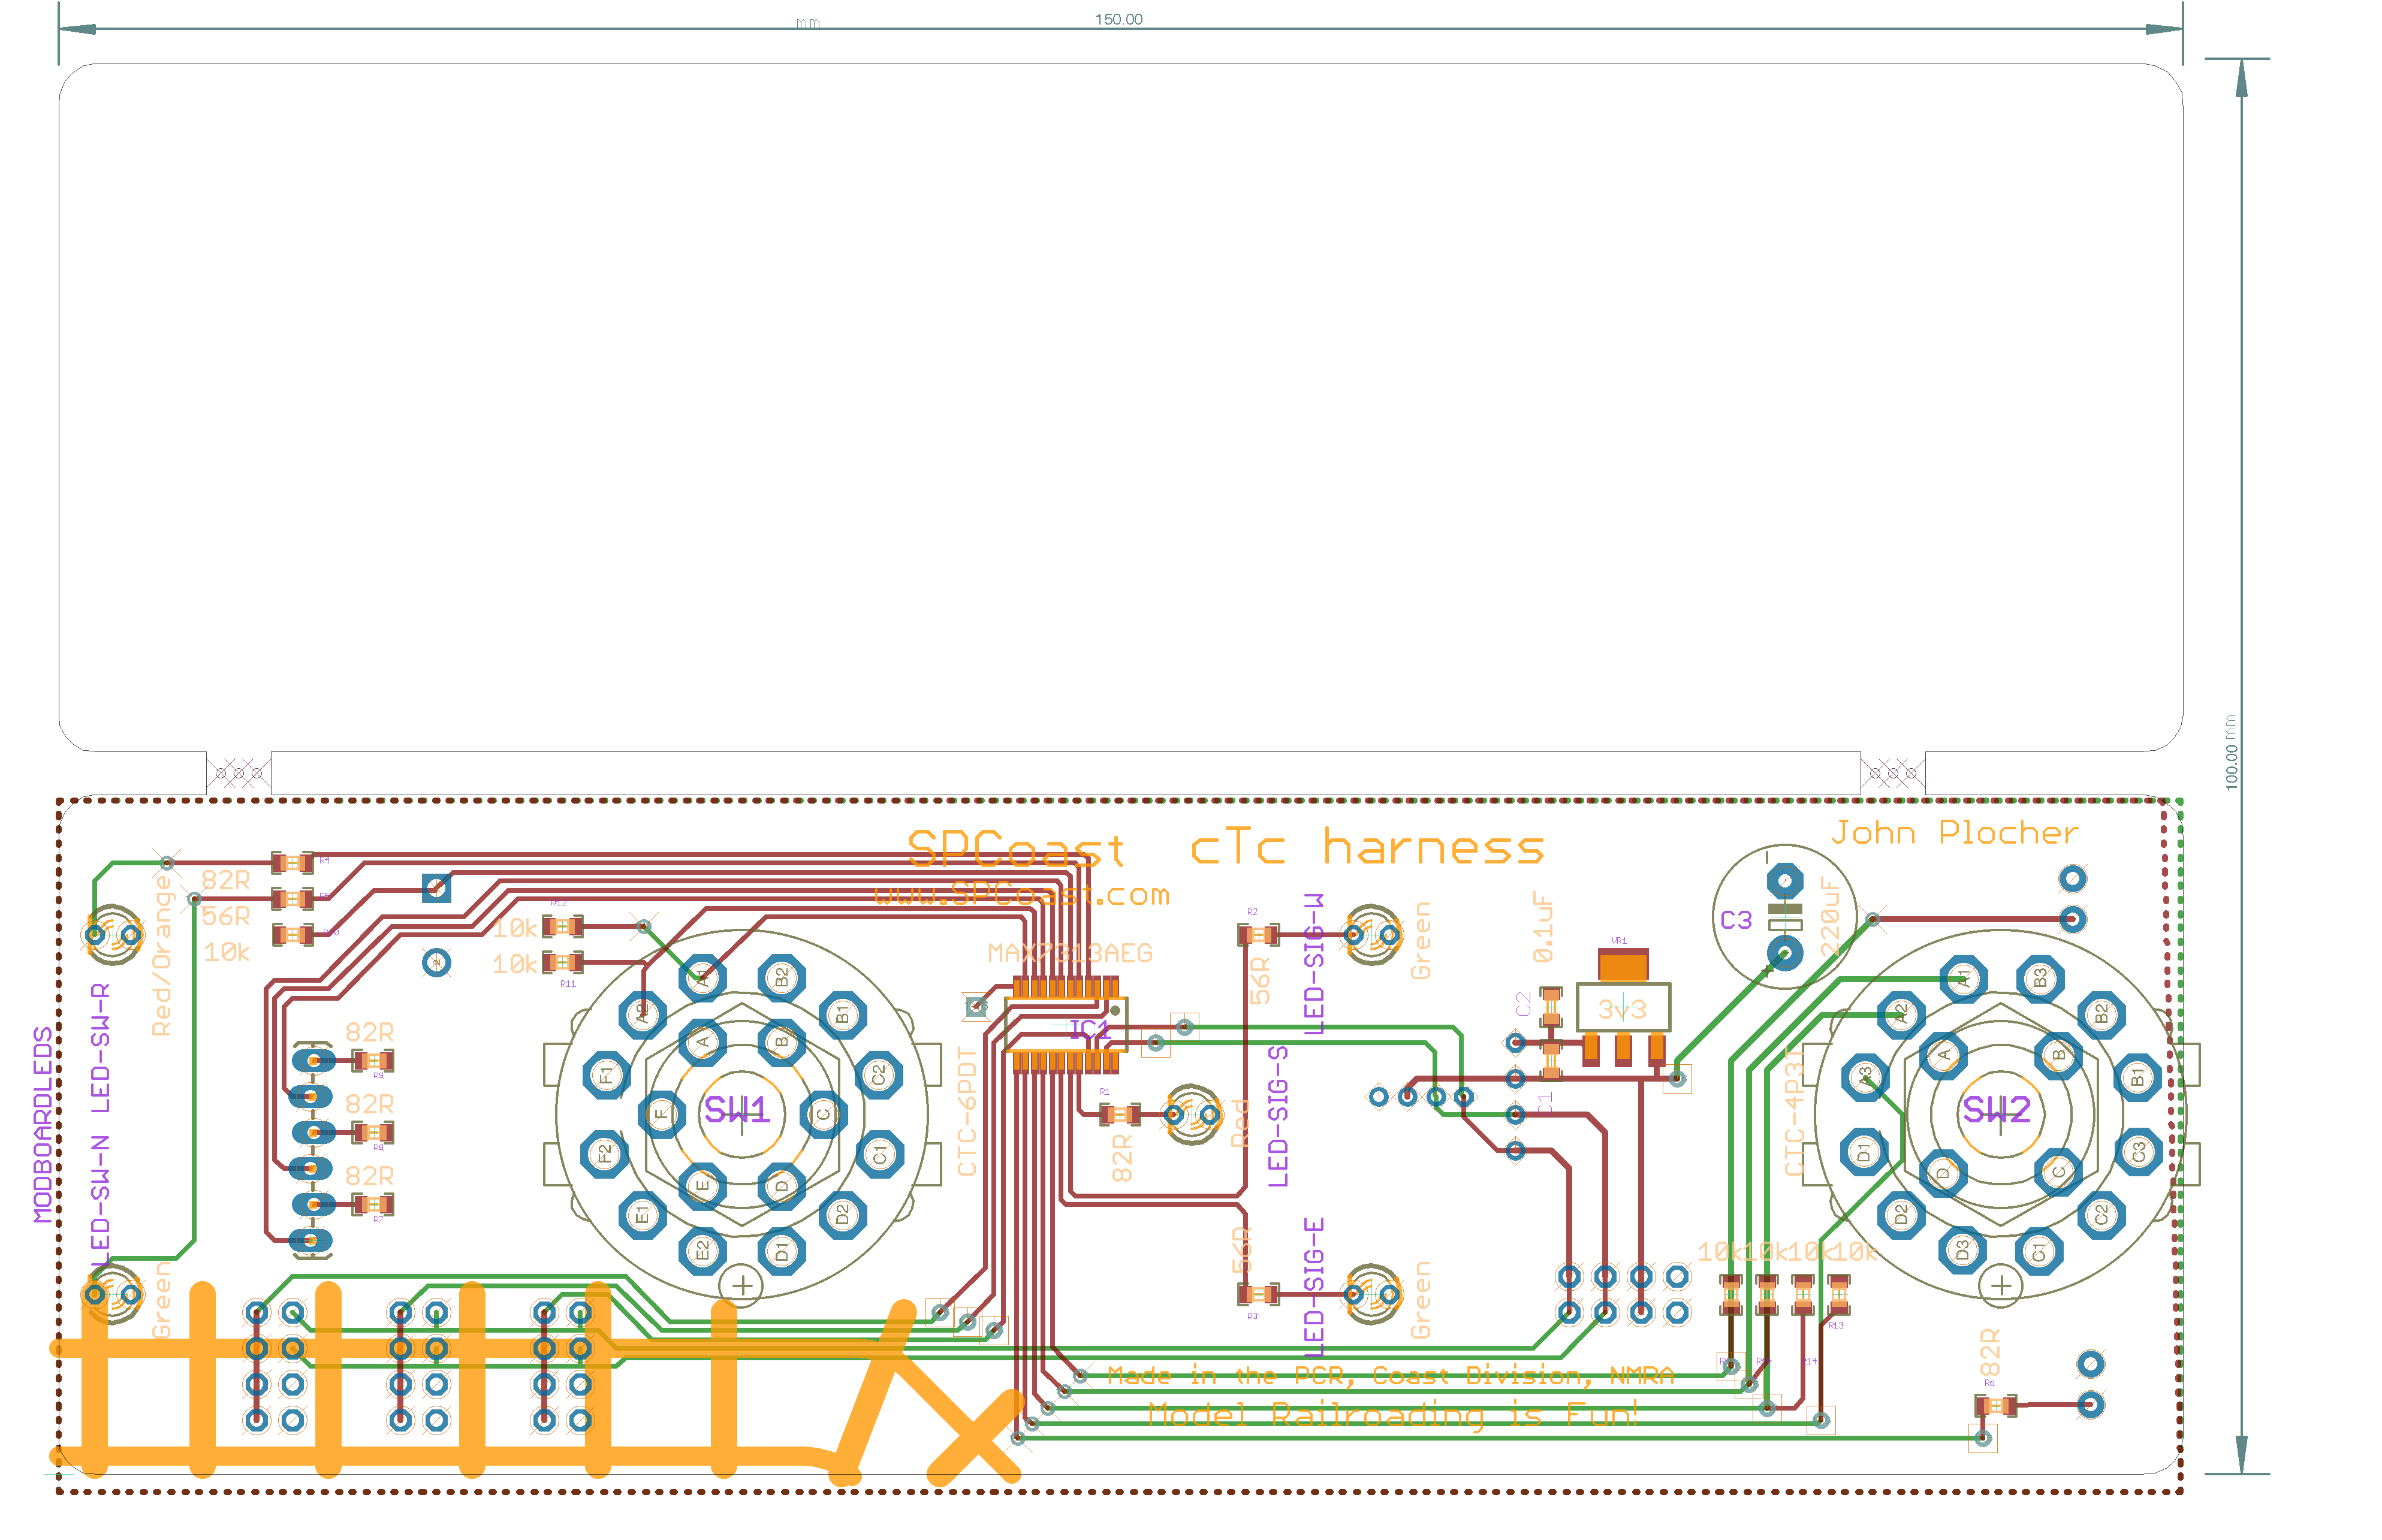 mm
150.00
100.00 mm
SPCoast cTc harness
John Plocher
www.SPCoast.com
R4
82R
R5
56R
10k
Red/Orange
R12
10k
10k
R11
MAX7313AEG
IC1
R2
56R
LED-SIG-W
Green
0.1uF
C2
VR1
3v3
C1
C3
220uF
MODBOARDLEDS
LED-SW-N LED-SW-R
82R
R9
82R
R8
82R
R7
Green
SW1
A1
B2
A2
B1
A
B
F1
C2
F
C
F2
C1
E
D
E1
D2
E2
D1
CTC-6PDT
R1
82R
Red
LED-SIG-S
56R
R3
LED-SIG-E
Green
SW2
A1
B3
A2
B2
A
B
A3
B1
D1
C3
D
C
D2
C2
D3
C1
CTC-4P3T
10k10k10k10k
R13
R14
82R
R6
Made in the PCR, Coast Division, NMRA
Model Railroading is Fun!